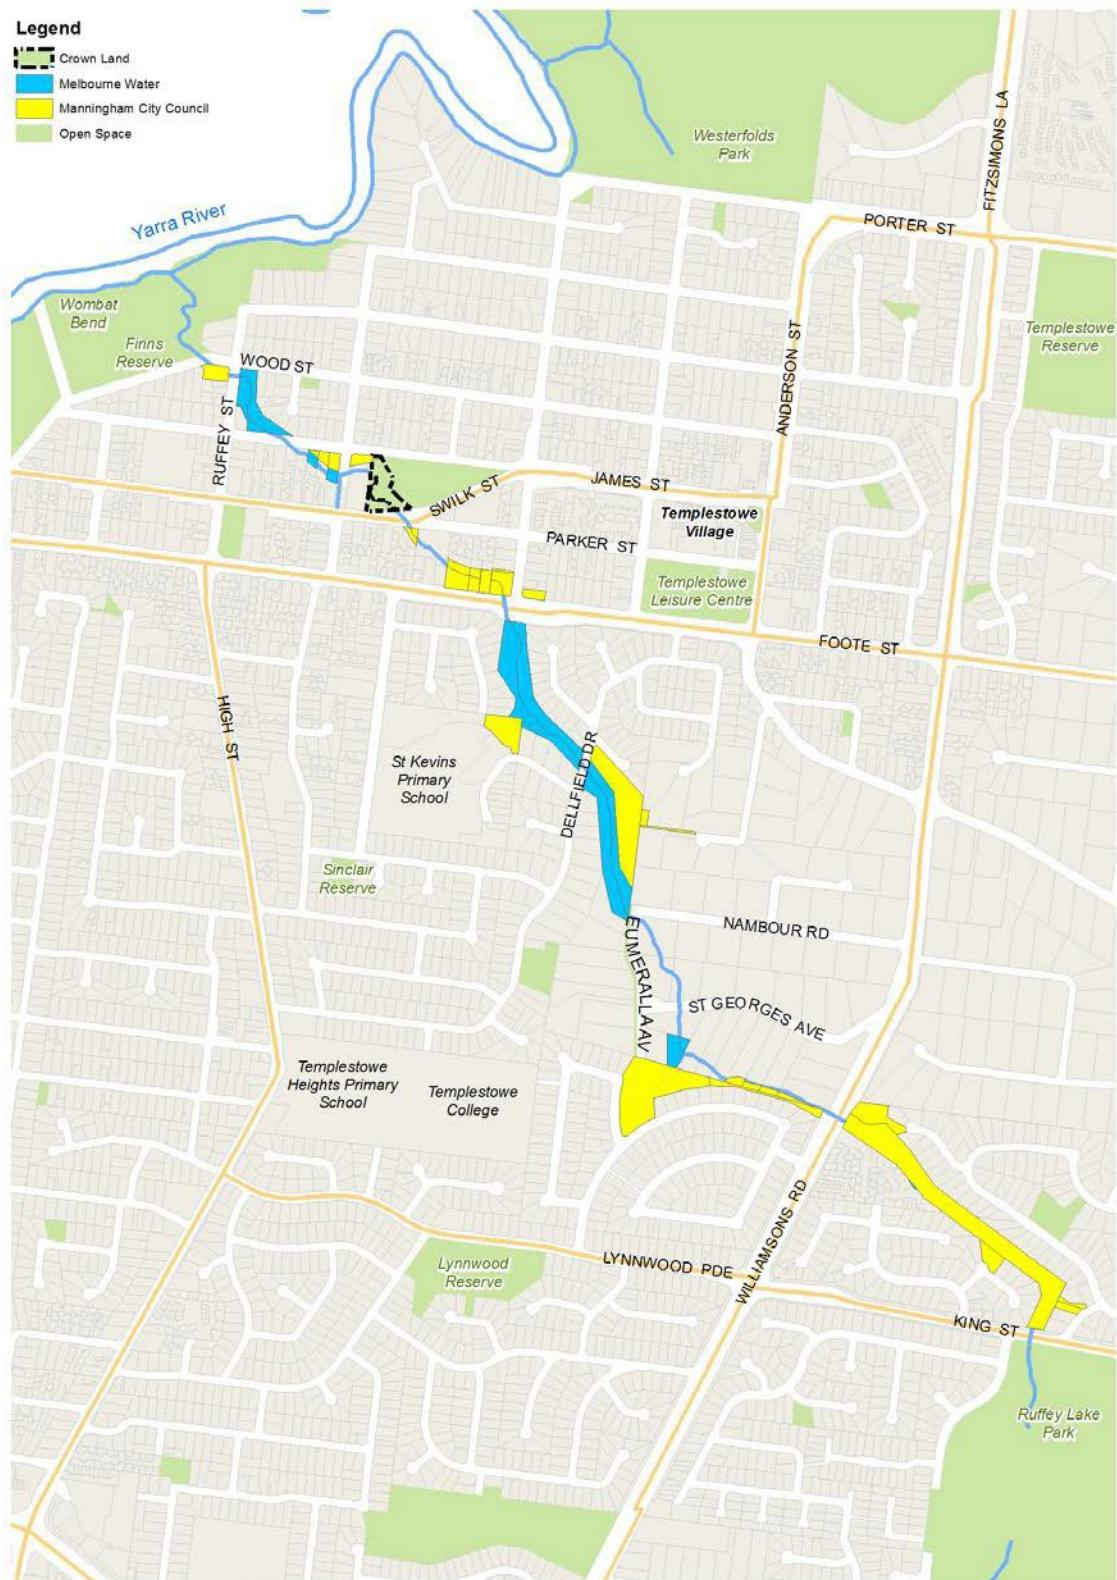 Legend
Crown Land
Melbourne Water
Manningham City Council
Open Space
Westerfolds
Park
FITZSIMONS LA
Yarra River
PORTER ST
Wombat
Bend
Finns
Reserve
Templestowe
Reserve
WOOD ST
ANDERSON ST
RUFFEY ST
SWILK ST
JAMES ST
Templestowe
Village
PARKER ST
Templestowe
Leisure Centre
FOOTE ST
HIGH ST
St Kevins
Primary
School
DELLFIELD DR
Sinclair
Reserve
NAMBOUR RD
EUMERALLA AV
ST GEORGES AVE
Templestowe
Heights Primary
School
Templestowe
College
WILLIAMSONS RD
Lynnwood
Reserve
LYNNWOOD PDE
KING ST
Ruffey Lake
Park